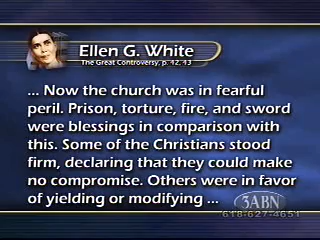 Ellen G. White
The Great Controversy, p. 42, 43
... Now the church was in fearful
peril. Prison, torture, fire, and sword
were blessings in comparison with
this. Some of the Christians stood
firm, declaring that they could make
no compromise. Others were in favor
of yielding or modifying ...
3ABN
618-627-4651